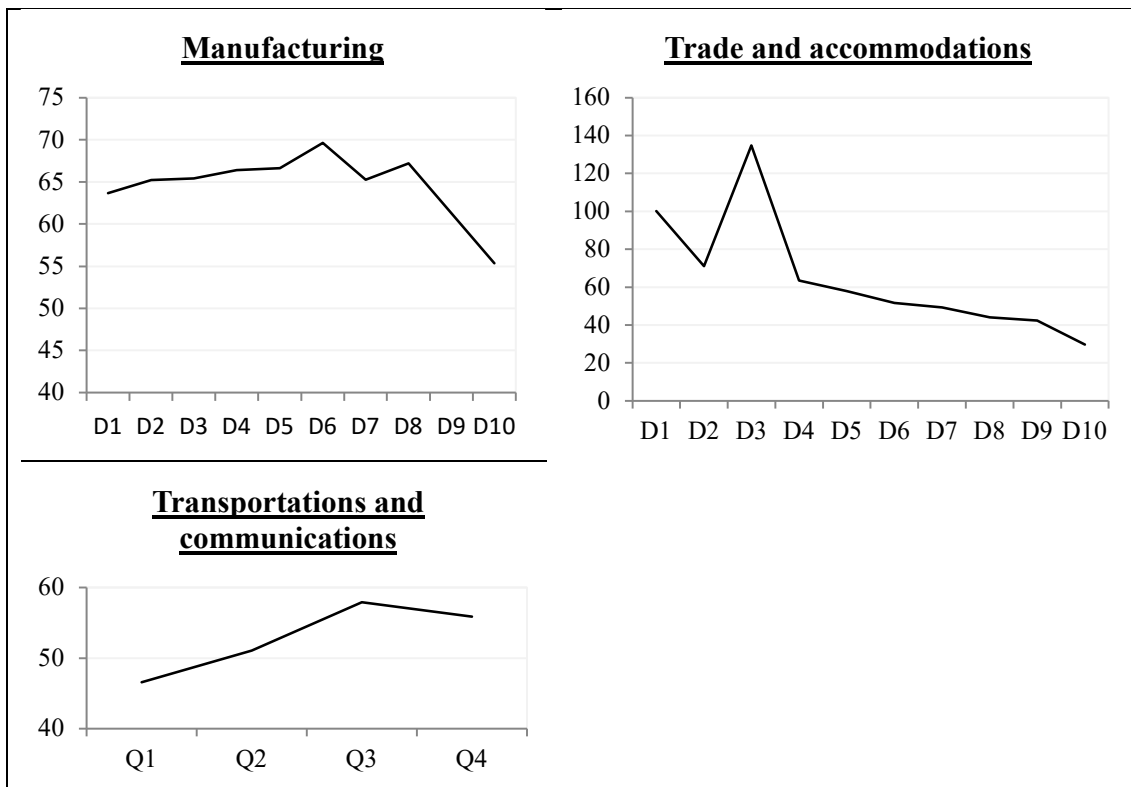 Manufacturing
75
70
65
60
55
50
45
40
D1 D2 D3 D4 D5 D6 D7 D8 D9 D10
Trade and accommodations
160
140
120
100
80
60
40
20
0
D1 D2 D3 D4 D5 D6 D7 D8 D9 D10
Transportations and
communications
60
50
40
Q1 Q2 Q3 Q4